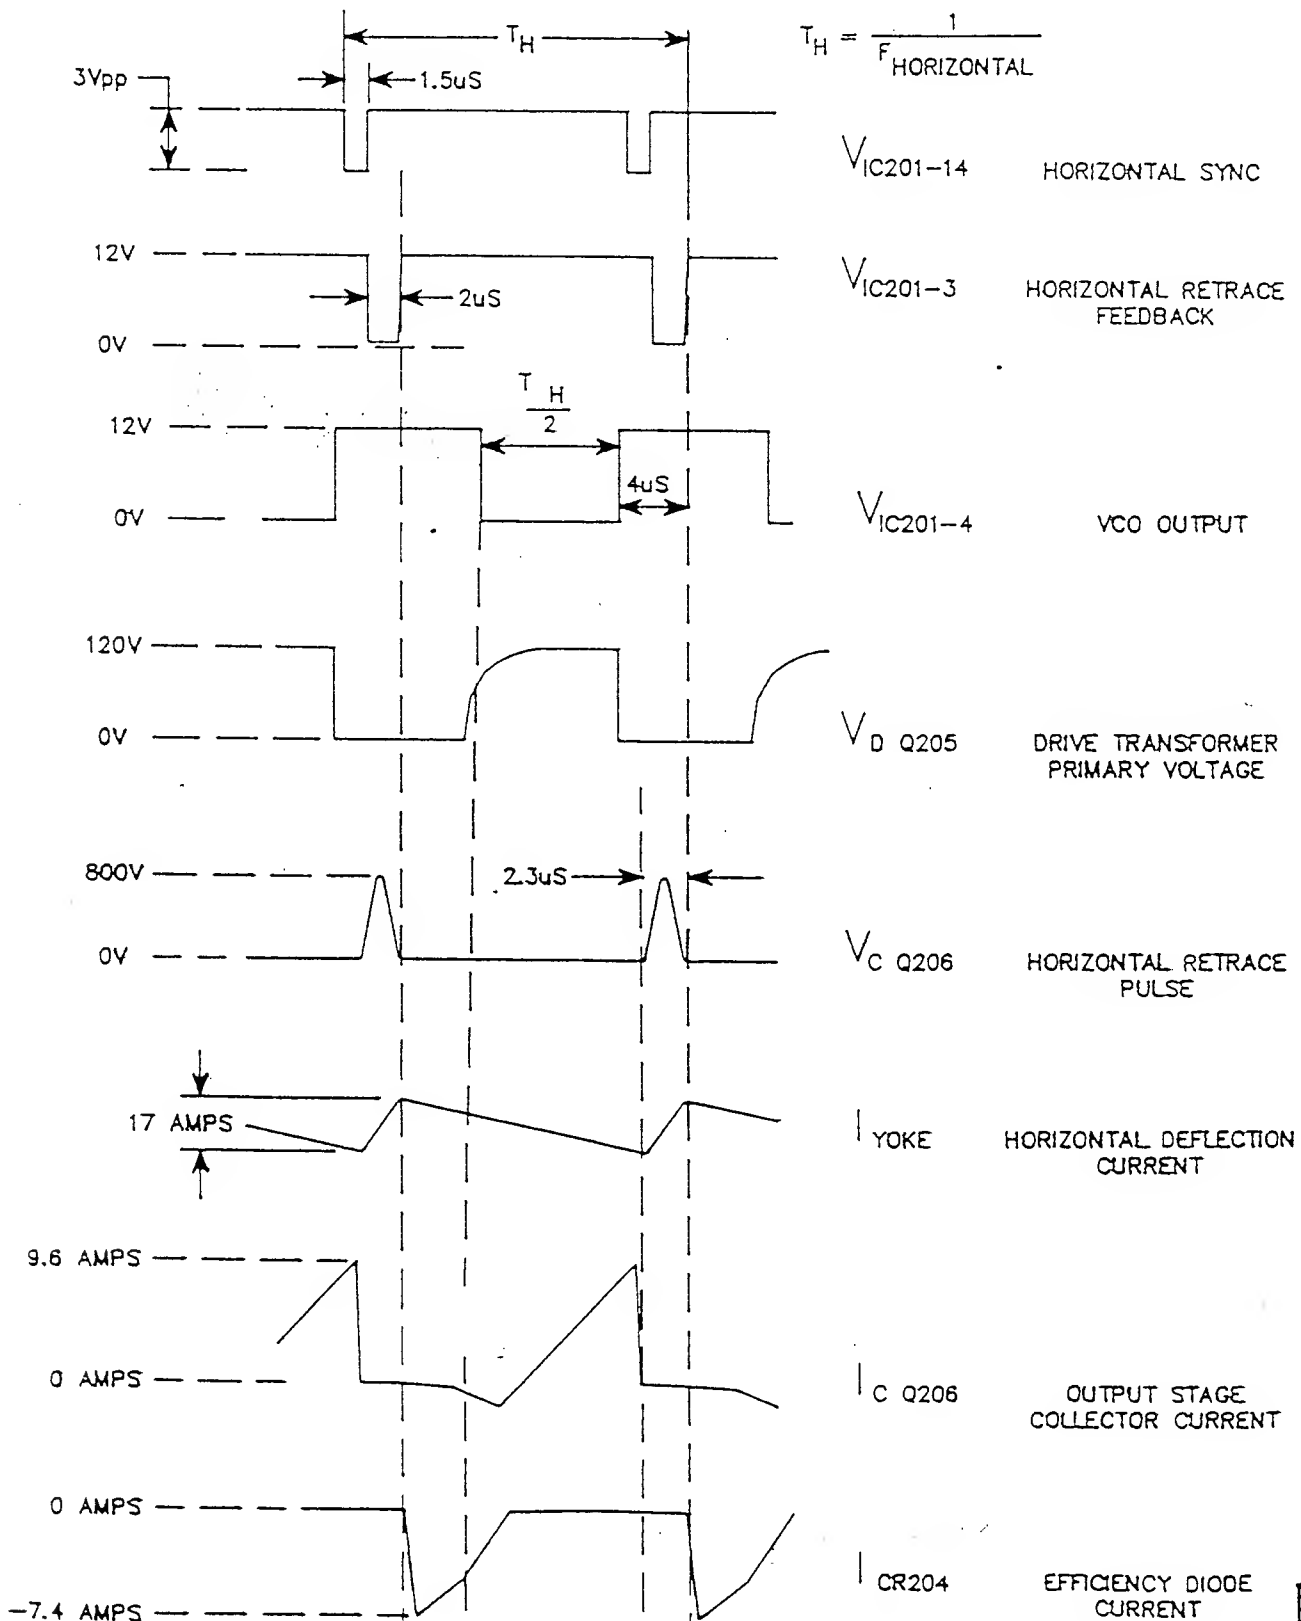 T_H
T_H = 1 / F_HORIZONTAL
3Vpp
1.5uS
V_IC201-14 HORIZONTAL SYNC
12V
2uS
0V
V_IC201-3 HORIZONTAL RETRACE
FEEDBACK
T_H / 2
12V
4uS
0V
V_IC201-4 VCO OUTPUT
120V
0V
V_D Q205 DRIVE TRANSFORMER
PRIMARY VOLTAGE
800V
2.3uS
0V
V_C Q206 HORIZONTAL RETRACE
PULSE
17 AMPS
I_YOKE HORIZONTAL DEFLECTION
CURRENT
9.6 AMPS
0 AMPS
I_C Q206 OUTPUT STAGE
COLLECTOR CURRENT
0 AMPS
I_CR204 EFFICIENCY DIODE
CURRENT
-7.4 AMPS